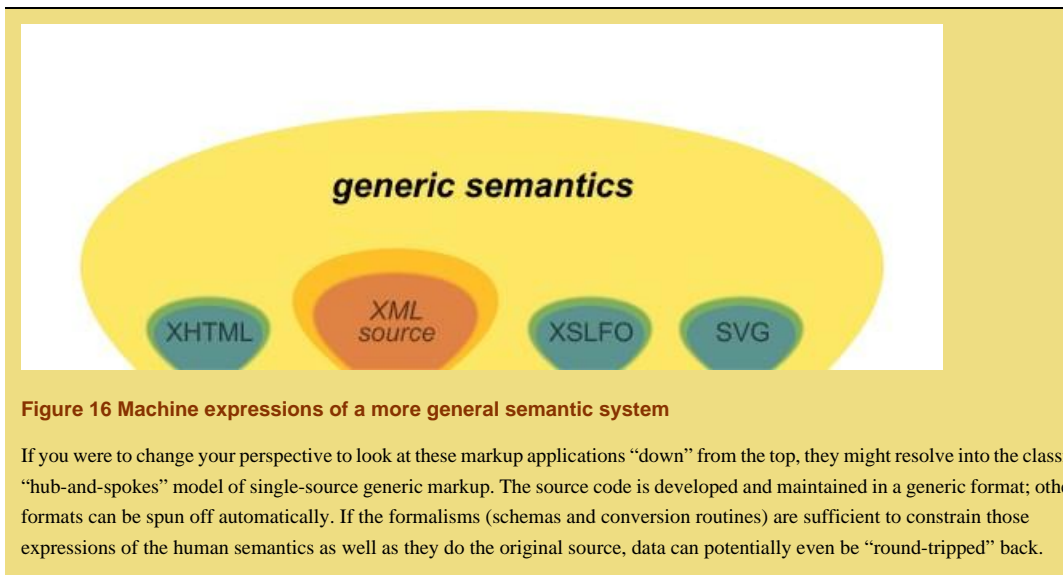 generic semantics
XML
source
XHTML
XSLFO
SVG
Figure 16 Machine expressions of a more general semantic system
If you were to change your perspective to look at these markup applications “down” from the top, they might resolve into the class
“hub-and-spokes” model of single-source generic markup. The source code is developed and maintained in a generic format; othe
formats can be spun off automatically. If the formalisms (schemas and conversion routines) are sufficient to constrain those
expressions of the human semantics as well as they do the original source, data can potentially even be “round-tripped” back.